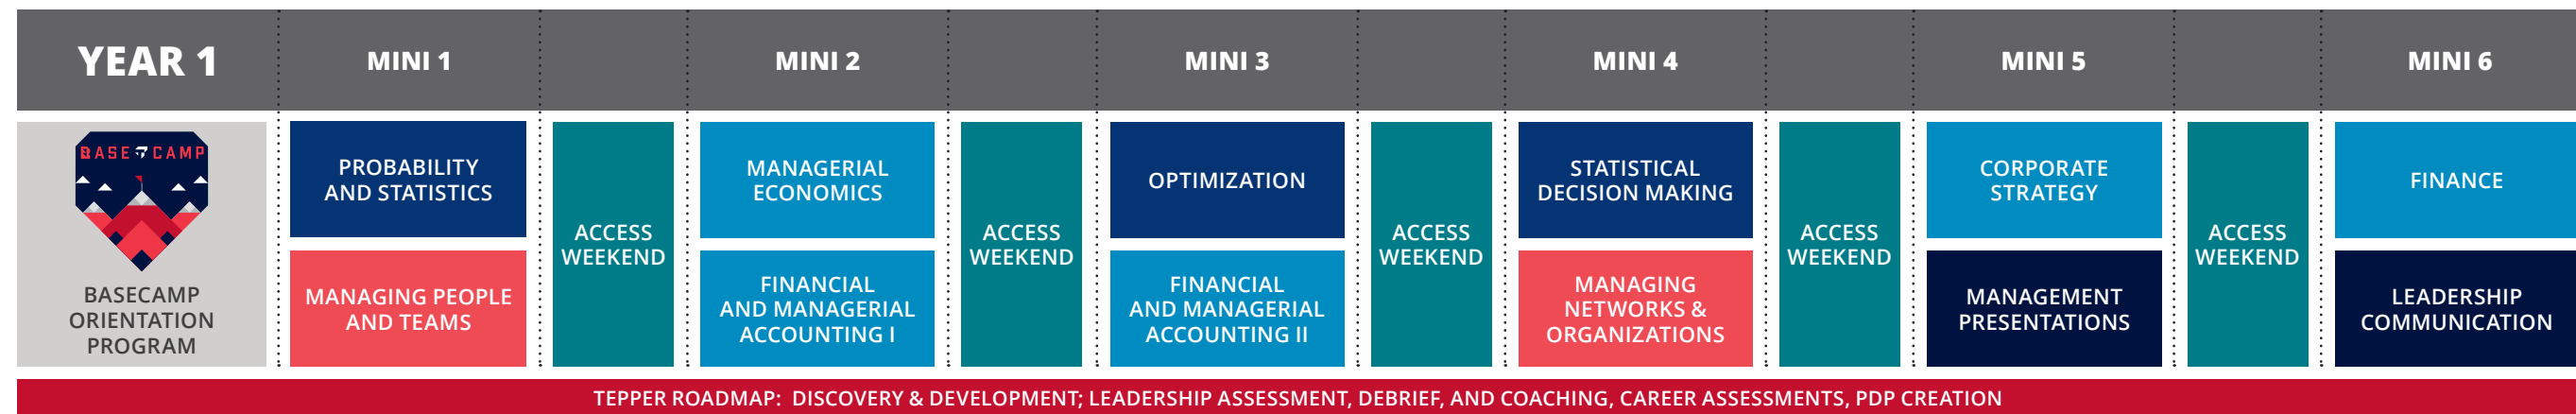 YEAR 1
MINI 1
MINI 2
MINI 3
MINI 4
MINI 5
MINI 6
BASE CAMP
BASECAMP
ORIENTATION
PROGRAM
PROBABILITY
AND STATISTICS
MANAGING PEOPLE
AND TEAMS
ACCESS
WEEKEND
MANAGERIAL
ECONOMICS
FINANCIAL
AND MANAGERIAL
ACCOUNTING I
ACCESS
WEEKEND
OPTIMIZATION
FINANCIAL
AND MANAGERIAL
ACCOUNTING II
ACCESS
WEEKEND
STATISTICAL
DECISION MAKING
MANAGING
NETWORKS &
ORGANIZATIONS
ACCESS
WEEKEND
CORPORATE
STRATEGY
MANAGEMENT
PRESENTATIONS
ACCESS
WEEKEND
FINANCE
LEADERSHIP
COMMUNICATION
TEPPER ROADMAP: DISCOVERY & DEVELOPMENT; LEADERSHIP ASSESSMENT, DEBRIEF, AND COACHING, CAREER ASSESSMENTS, PDP CREATION